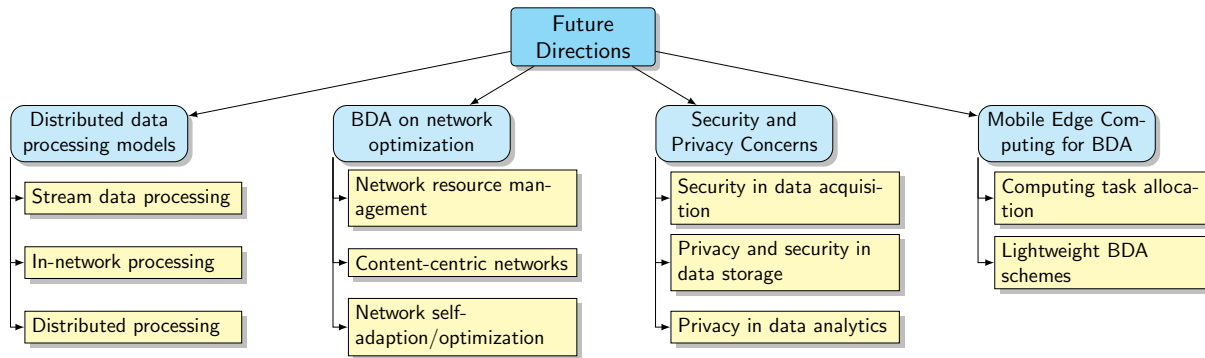 Future
Directions
Distributed data
processing models
Stream data processing
In-network processing
Distributed processing
BDA on network
optimization
Network resource man-
agement
Content-centric networks
Network self-
adaption/optimization
Security and
Privacy Concerns
Security in data acquisi-
tion
Privacy and security in
data storage
Privacy in data analytics
Mobile Edge Com-
puting for BDA
Computing task alloca-
tion
Lightweight BDA
schemes